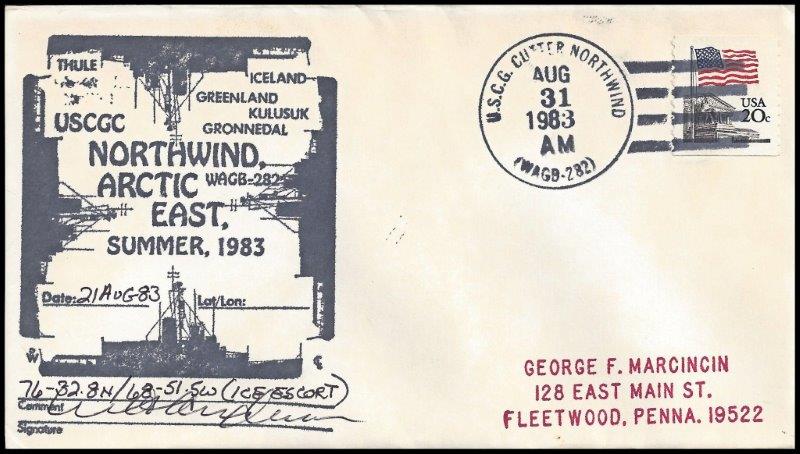 THULE
ICELAND
GREENLAND
KULUSUK
USCGC
GRONNEDAL
NORTHWIND,
ARCTIC WAGB-282
EAST,
SUMMER, 1983
Date: 21 AUG 83 Lat/Lon:
76-32.8N/68-51.5W (ICE ESCORT)
Comment
Signature
U.S.C.G. CUTTER NORTHWIND
AUG
31
1983
AM
(WAGB-282)
USA
20c
GEORGE F. MARCINCIN
128 EAST MAIN ST.
FLEETWOOD, PENNA. 19522